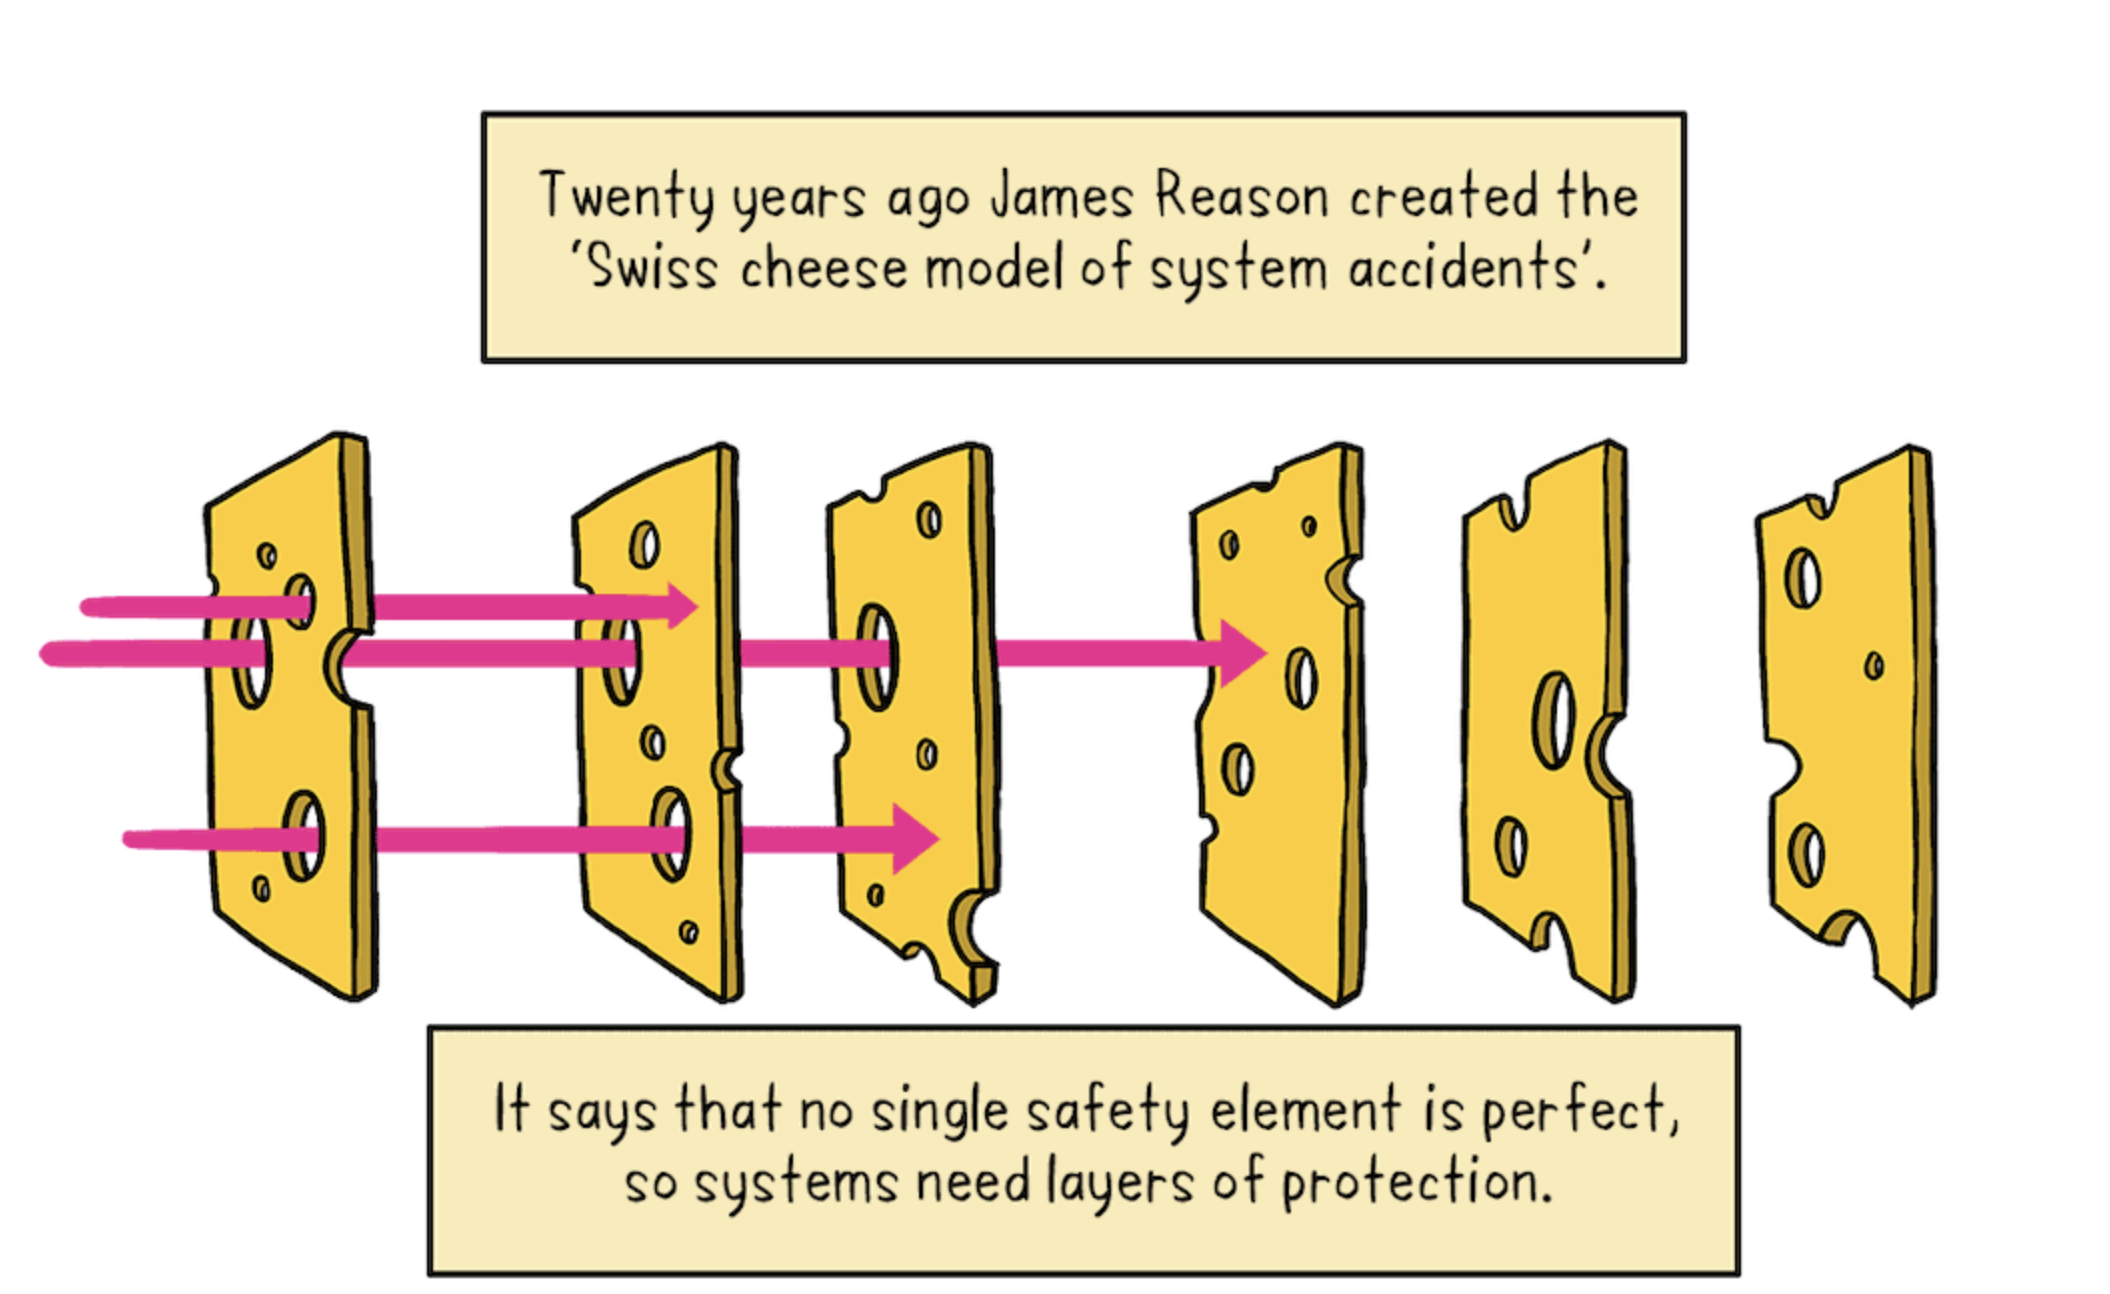 Twenty years ago James Reason created the
‘Swiss cheese model of system accidents’.
It says that no single safety element is perfect,
so systems need layers of protection.